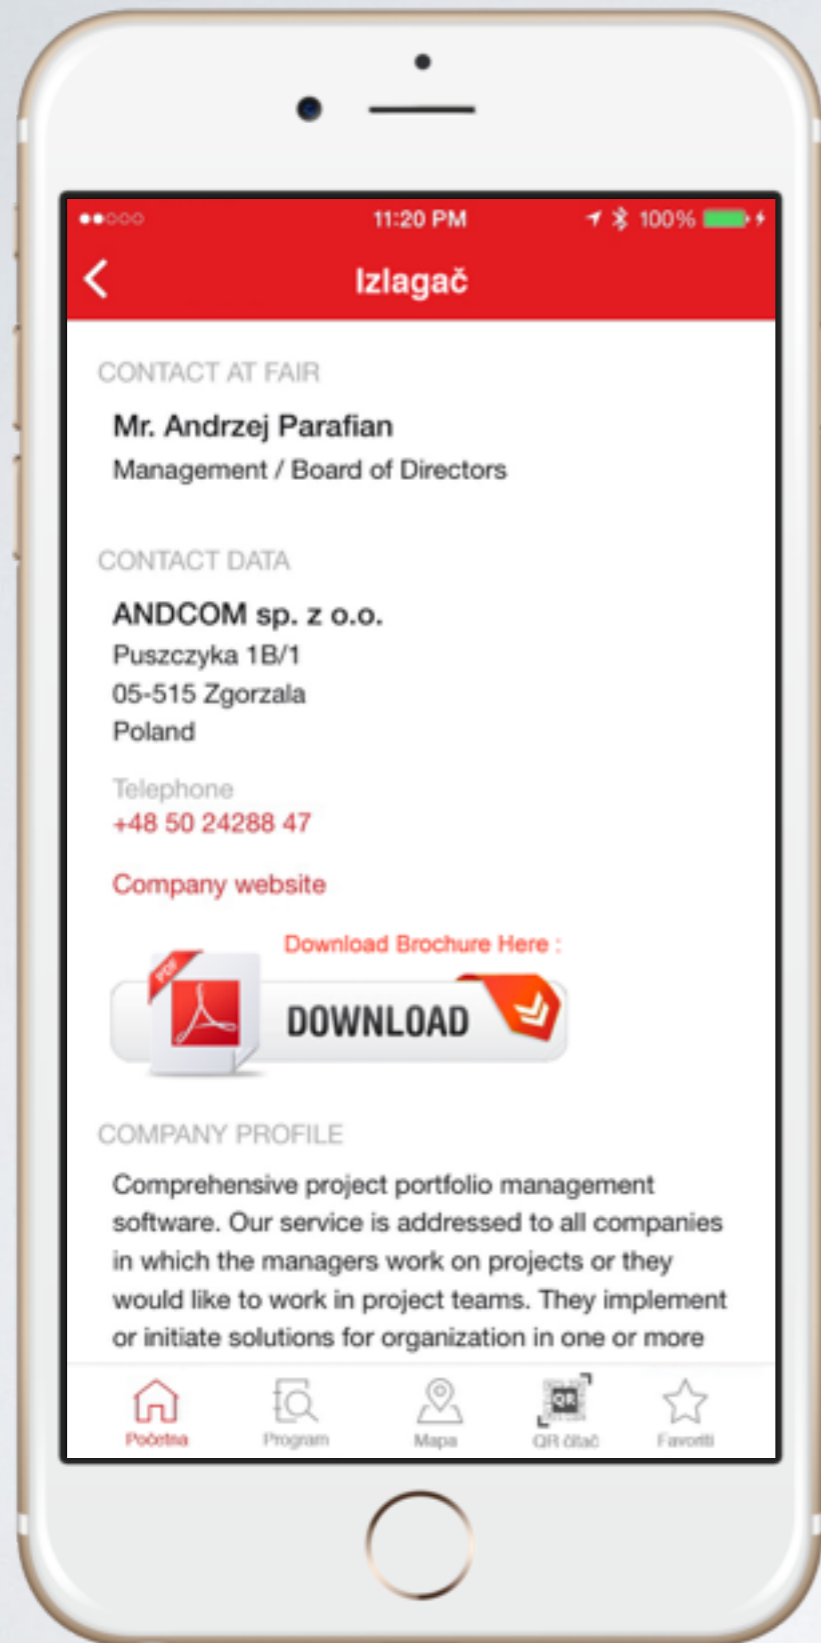 11:20 PM
100%
Izlagač
CONTACT AT FAIR
Mr. Andrzej Parafian
Management / Board of Directors
CONTACT DATA
ANDCOM sp. z o.o.
Puszczyka 1B/1
05-515 Zgorzala
Poland
Telephone
+48 50 24288 47
Company website
Download Brochure Here :
PDF
DOWNLOAD
COMPANY PROFILE
Comprehensive project portfolio management
software. Our service is addressed to all companies
in which the managers work on projects or they
would like to work in project teams. They implement
or initiate solutions for organization in one or more
QR
Početna
Program
Mapa
QR čitač
Favoriti